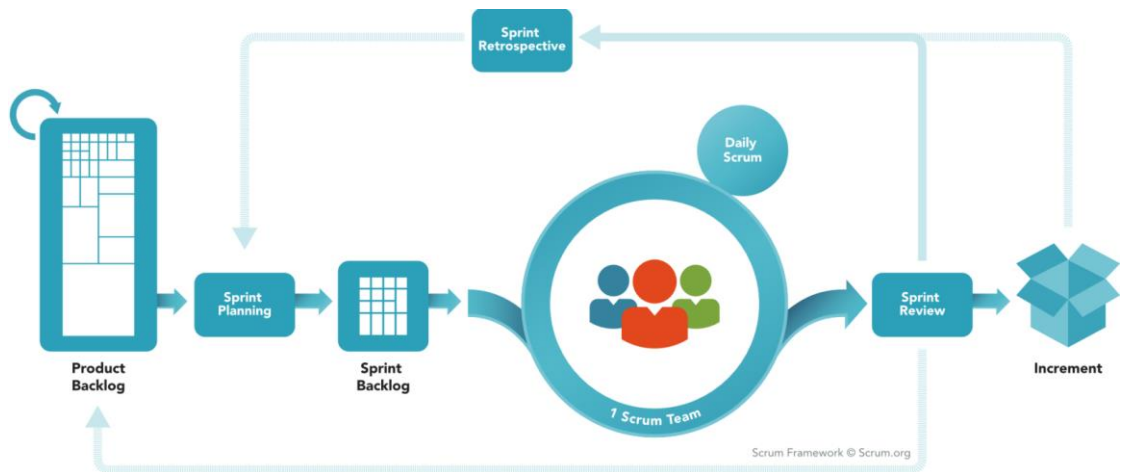 Sprint
Retrospective
Daily
Scrum
Sprint
Planning
Sprint
Review
Product
Backlog
Sprint
Backlog
1 Scrum Team
Increment
Scrum Framework © Scrum.org